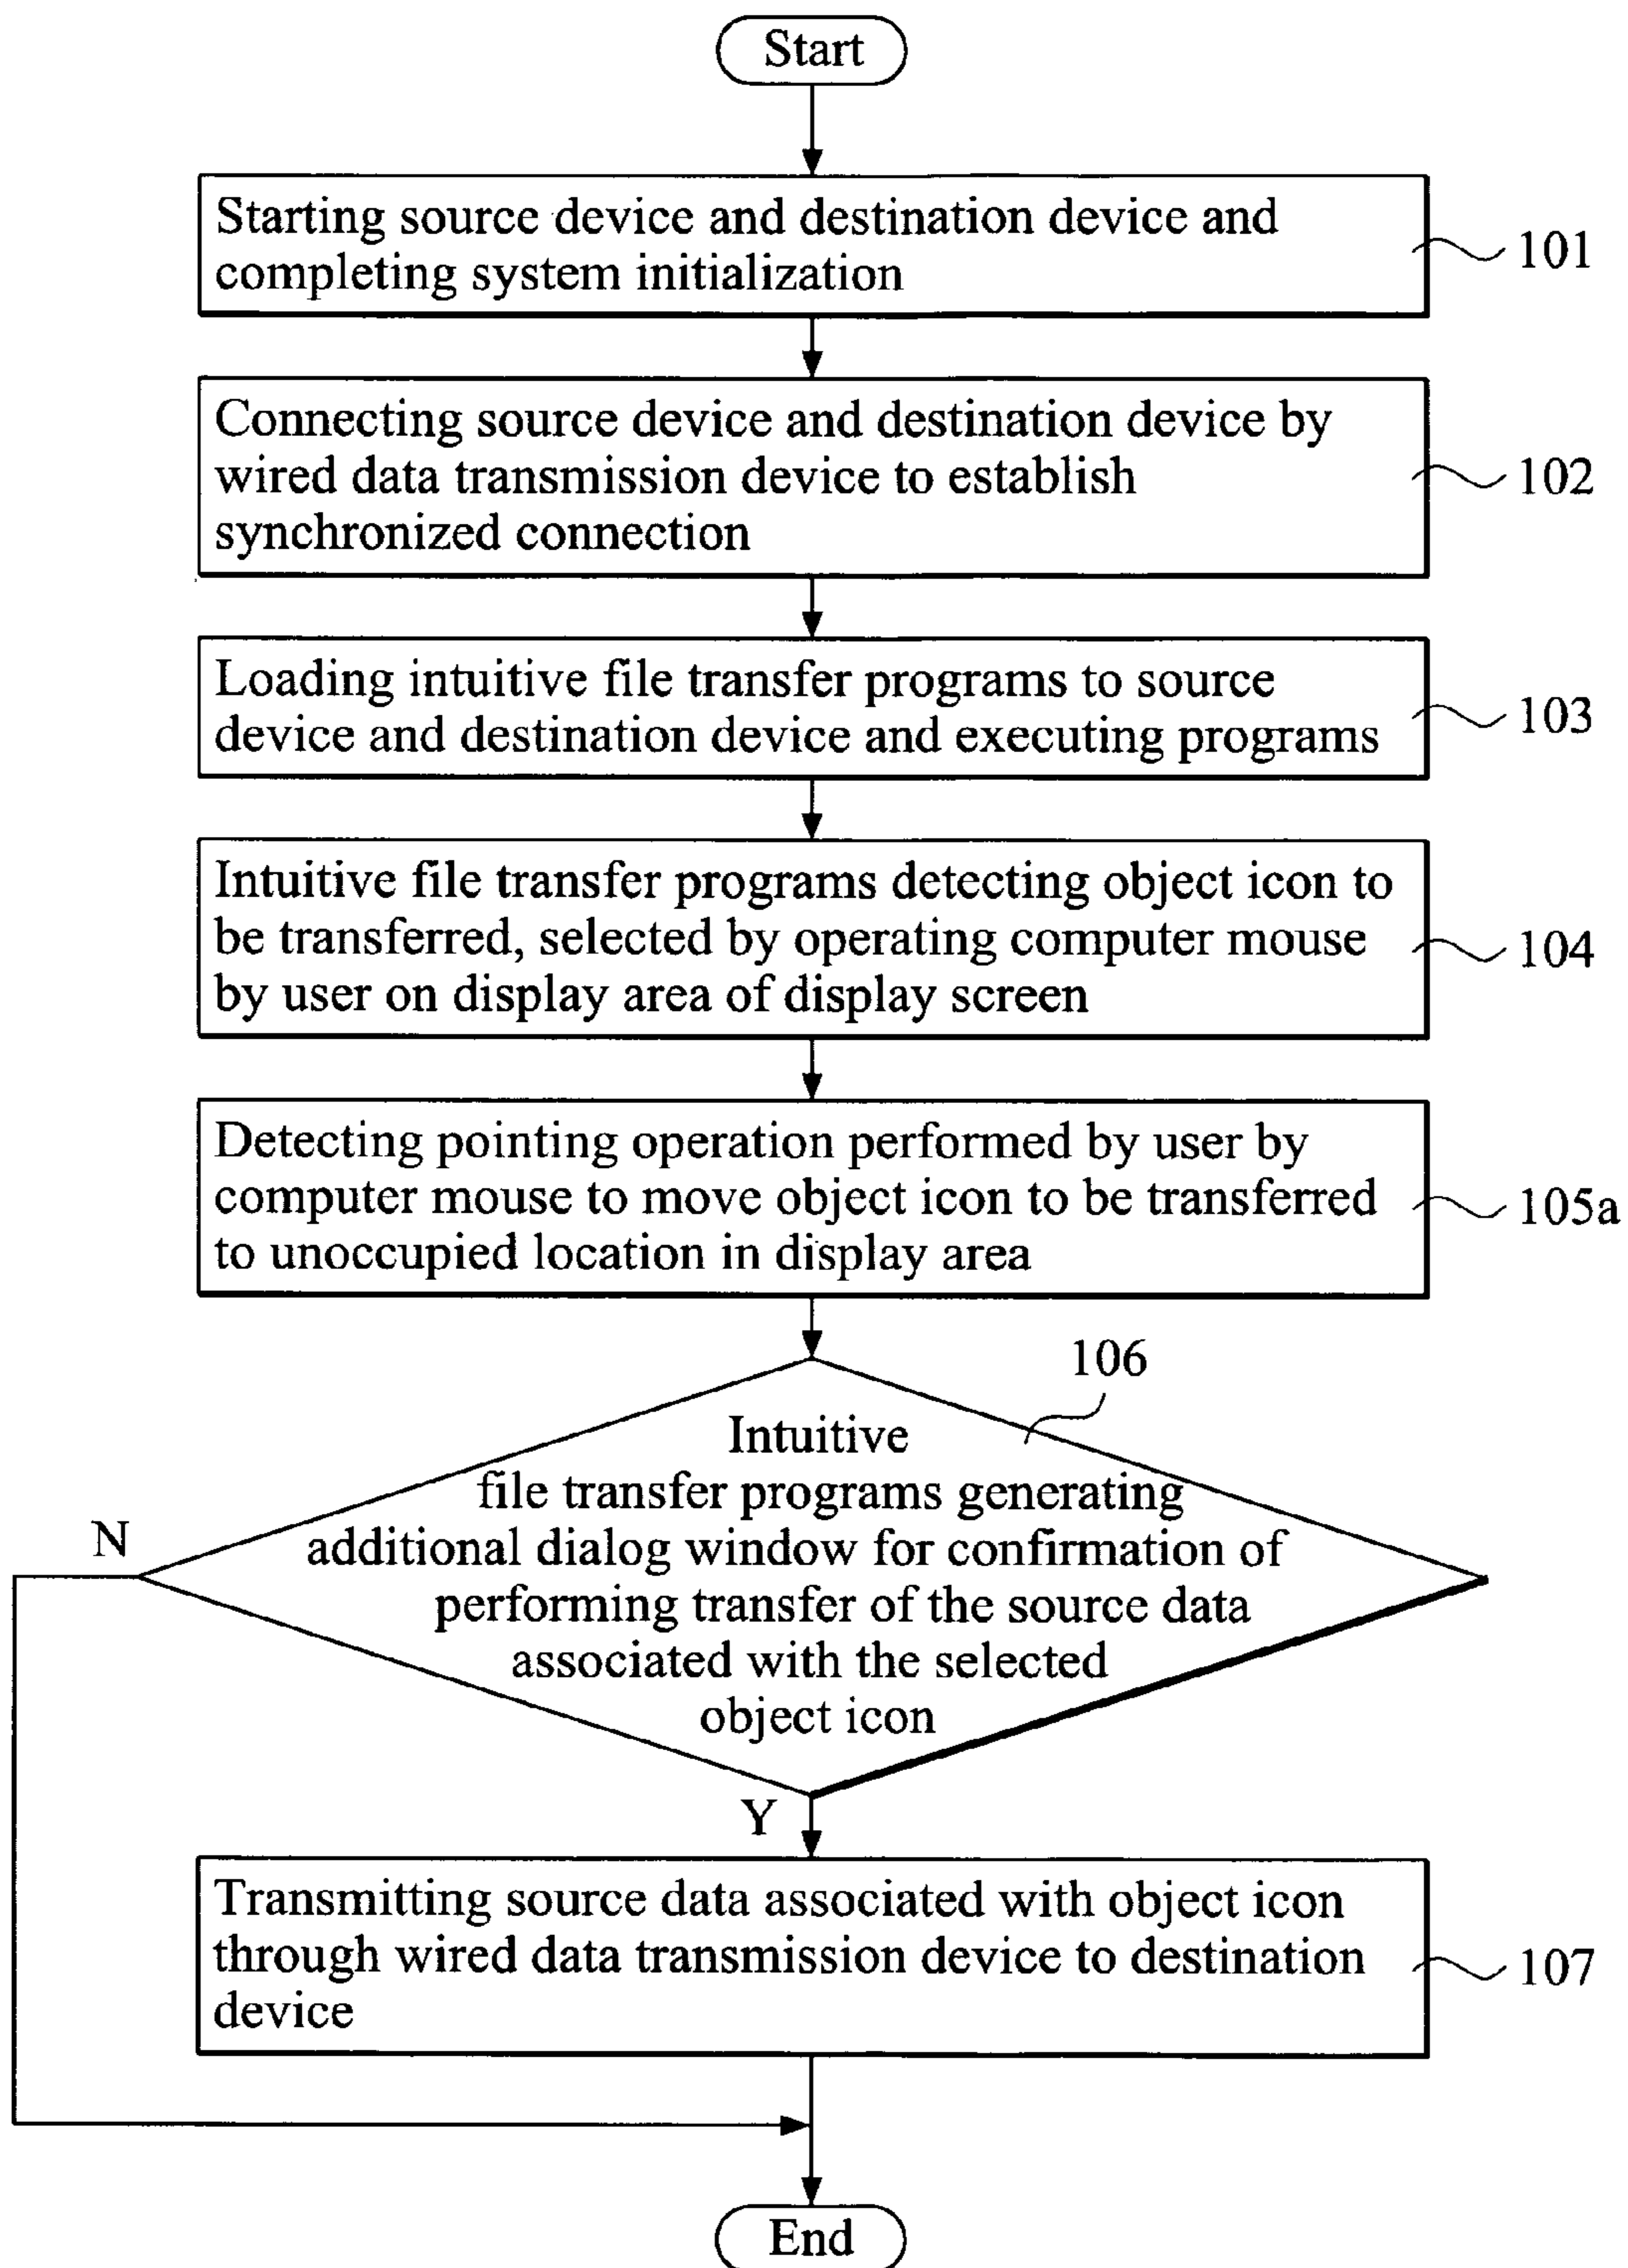 Start
Starting source device and destination device and
completing system initialization
101
Connecting source device and destination device by
wired data transmission device to establish
synchronized connection
102
Loading intuitive file transfer programs to source
device and destination device and executing programs
103
Intuitive file transfer programs detecting object icon to
be transferred, selected by operating computer mouse
by user on display area of display screen
104
Detecting pointing operation performed by user by
computer mouse to move object icon to be transferred
to unoccupied location in display area
105a
106
Intuitive
file transfer programs generating
additional dialog window for confirmation of
performing transfer of the source data
associated with the selected
object icon
N
Y
Transmitting source data associated with object icon
through wired data transmission device to destination
device
107
End